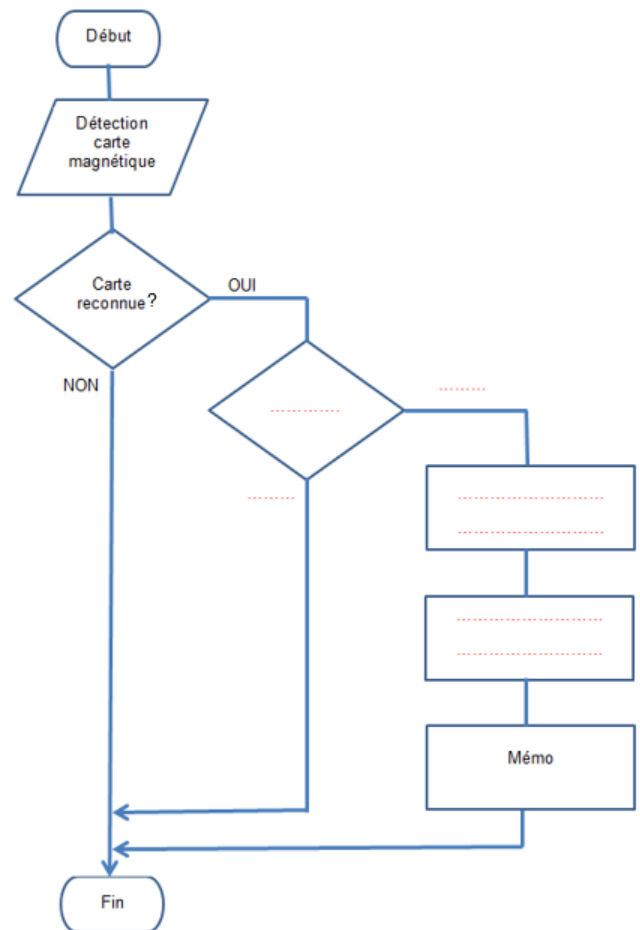 Début
Détection
carte
magnétique
Carte
reconnue?
OUI
NON
Mémo
Fin